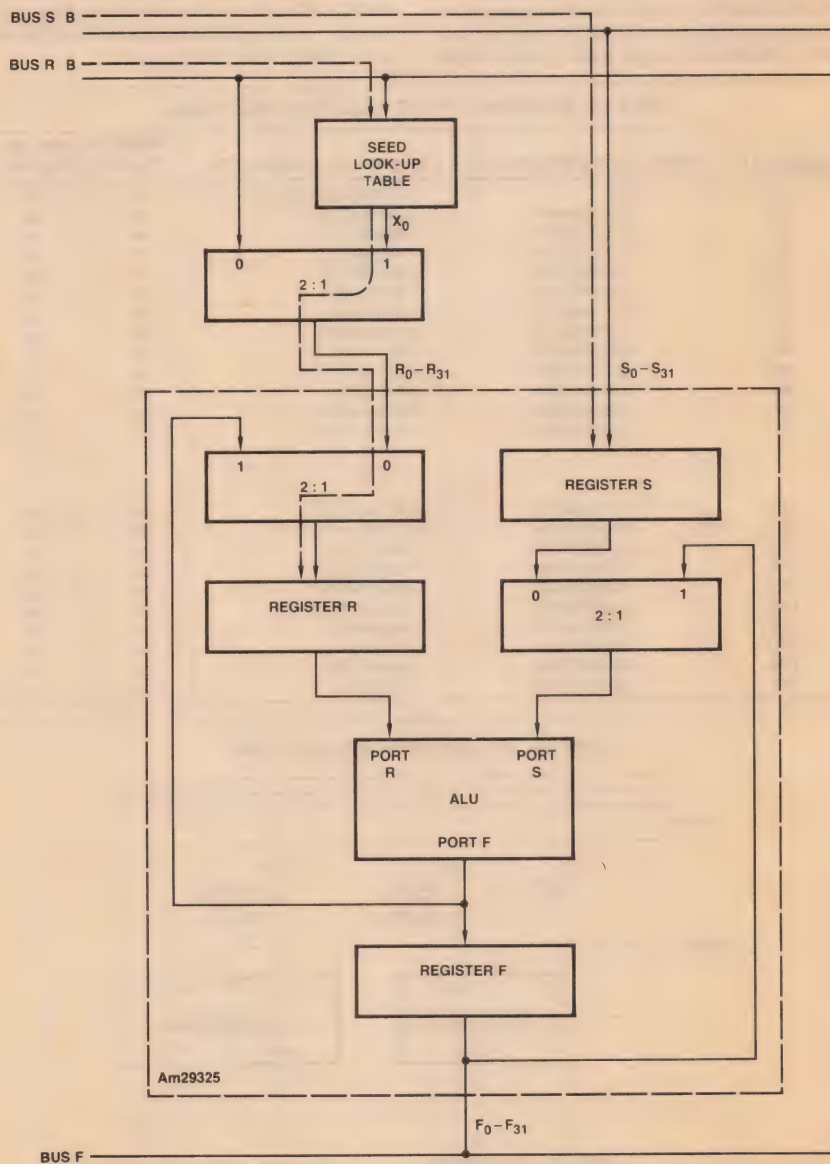 BUS S B
BUS R B
SEED
LOOK-UP
TABLE
X0
0 1
2 : 1
R0–R31
S0–S31
1 0
2 : 1
REGISTER S
REGISTER R
0 1
2 : 1
PORT R
PORT S
ALU
PORT F
REGISTER F
Am29325
F0–F31
BUS F